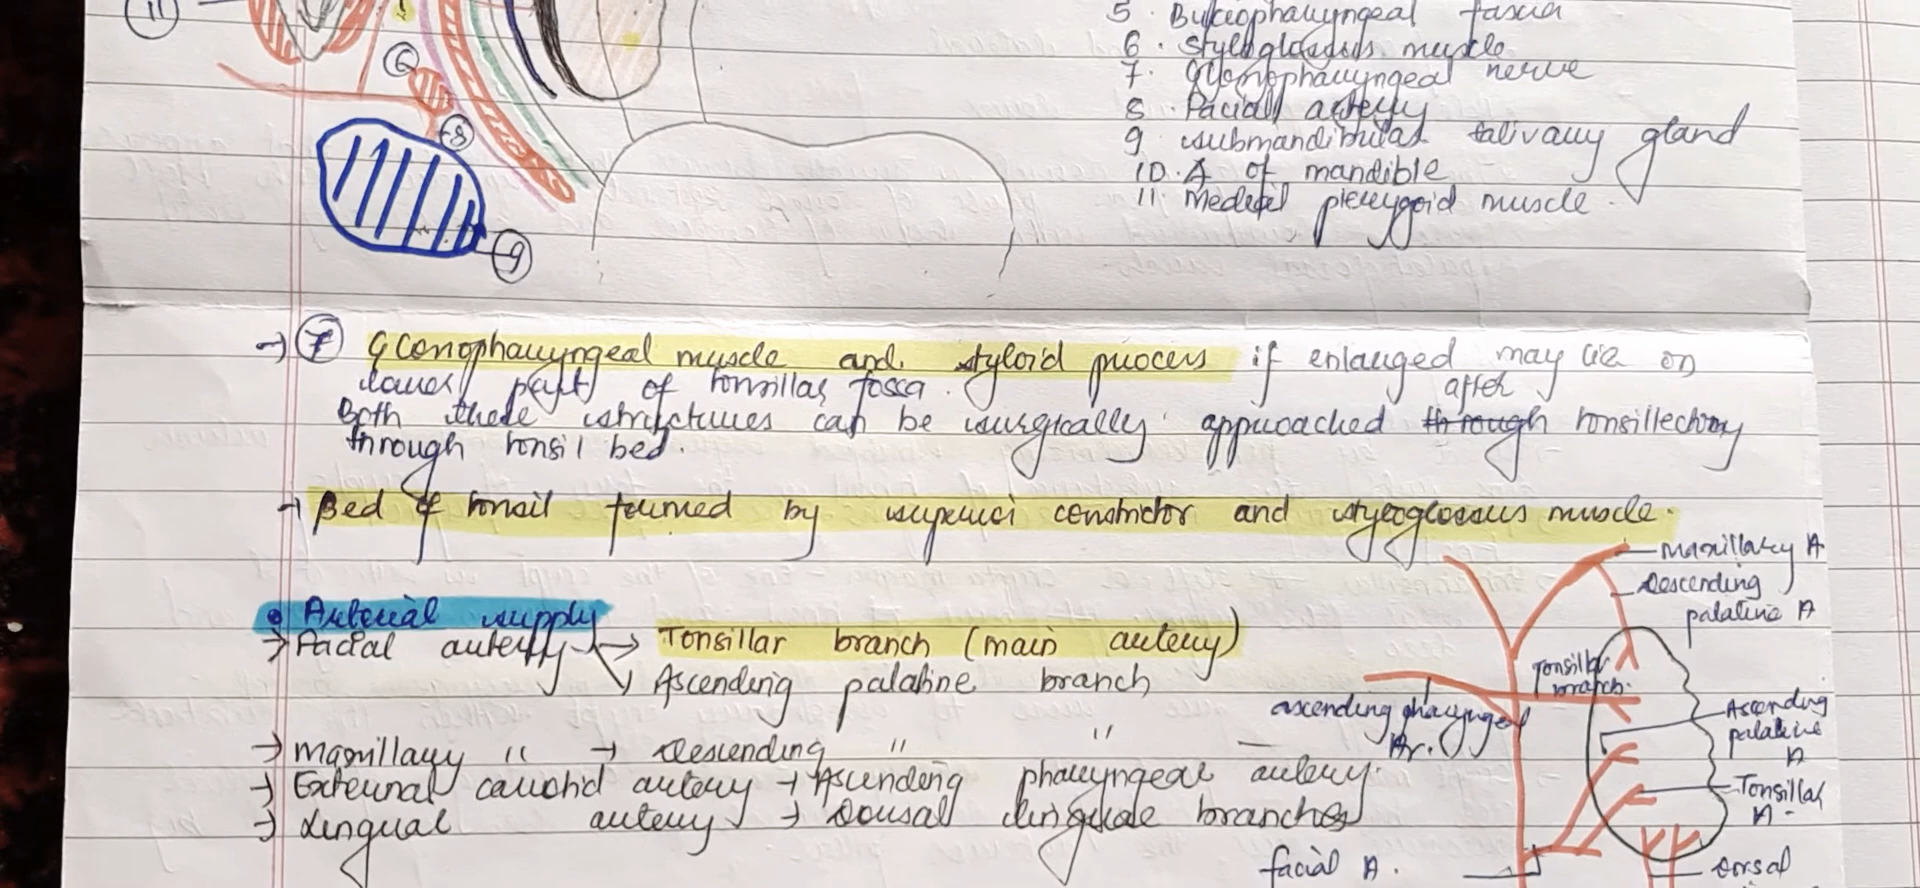 11
6
8
9
5. Buccopharyngeal fascia
6. styloglossus muscle
7. Glossopharyngeal nerve
8. Facial artery
9. submandibular salivary gland
10. A of mandible
11. Medial pterygoid muscle.
→ 7 Glossopharyngeal muscle and styloid process if enlarged may lie on
lower part of tonsillar fossa.
after
Both these structures can be surgically approached through tonsillectomy
through tonsil bed.
→ Bed of tonsil formed by superior constrictor and styloglossus muscle.
• Arterial supply
→ Facial artery → Tonsillar branch (main artery)
↘ Ascending palatine branch
→ Maxillary " → Descending " "
→ External carotid artery → Ascending pharyngeal artery.
→ Lingual artery → Dorsal lingual branches
Maxillary A
Descending
palatine A
Tonsillar
branch.
ascending pharyngeal
Ar.
Ascending
palatine
A
Tonsillar
A.
facial A.
Dorsal